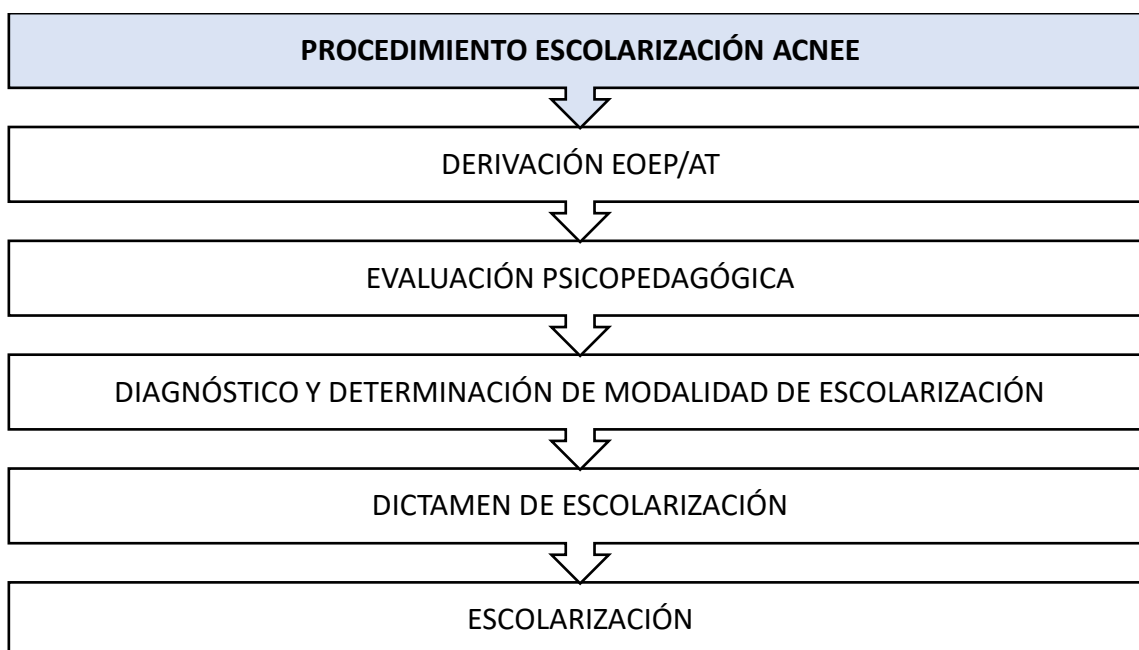 PROCEDIMIENTO ESCOLARIZACIÓN ACNEE
DERIVACIÓN EOEP/AT
EVALUACIÓN PSICOPEDAGÓGICA
DIAGNÓSTICO Y DETERMINACIÓN DE MODALIDAD DE ESCOLARIZACIÓN
DICTAMEN DE ESCOLARIZACIÓN
ESCOLARIZACIÓN